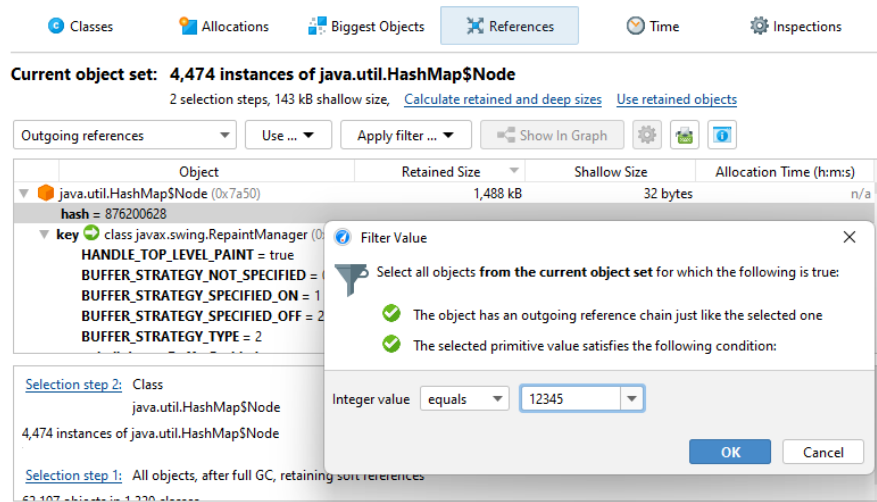 Classes Allocations Biggest Objects References Time Inspections
Current object set: 4,474 instances of java.util.HashMap$Node
2 selection steps, 143 kB shallow size, Calculate retained and deep sizes Use retained objects
Outgoing references Use ... Apply filter ... Show In Graph
Object Retained Size Shallow Size Allocation Time (h:m:s)
java.util.HashMap$Node (0x7a50) 1,488 kB 32 bytes n/a
hash = 876200628
key class javax.swing.RepaintManager
HANDLE_TOP_LEVEL_PAINT = true
BUFFER_STRATEGY_NOT_SPECIFIED =
BUFFER_STRATEGY_SPECIFIED_ON = 1
BUFFER_STRATEGY_SPECIFIED_OFF = 2
BUFFER_STRATEGY_TYPE = 2
Filter Value
Select all objects from the current object set for which the following is true:
The object has an outgoing reference chain just like the selected one
The selected primitive value satisfies the following condition:
Integer value equals 12345
OK Cancel
Selection step 2: Class
java.util.HashMap$Node
4,474 instances of java.util.HashMap$Node
Selection step 1: All objects, after full GC, retaining soft references